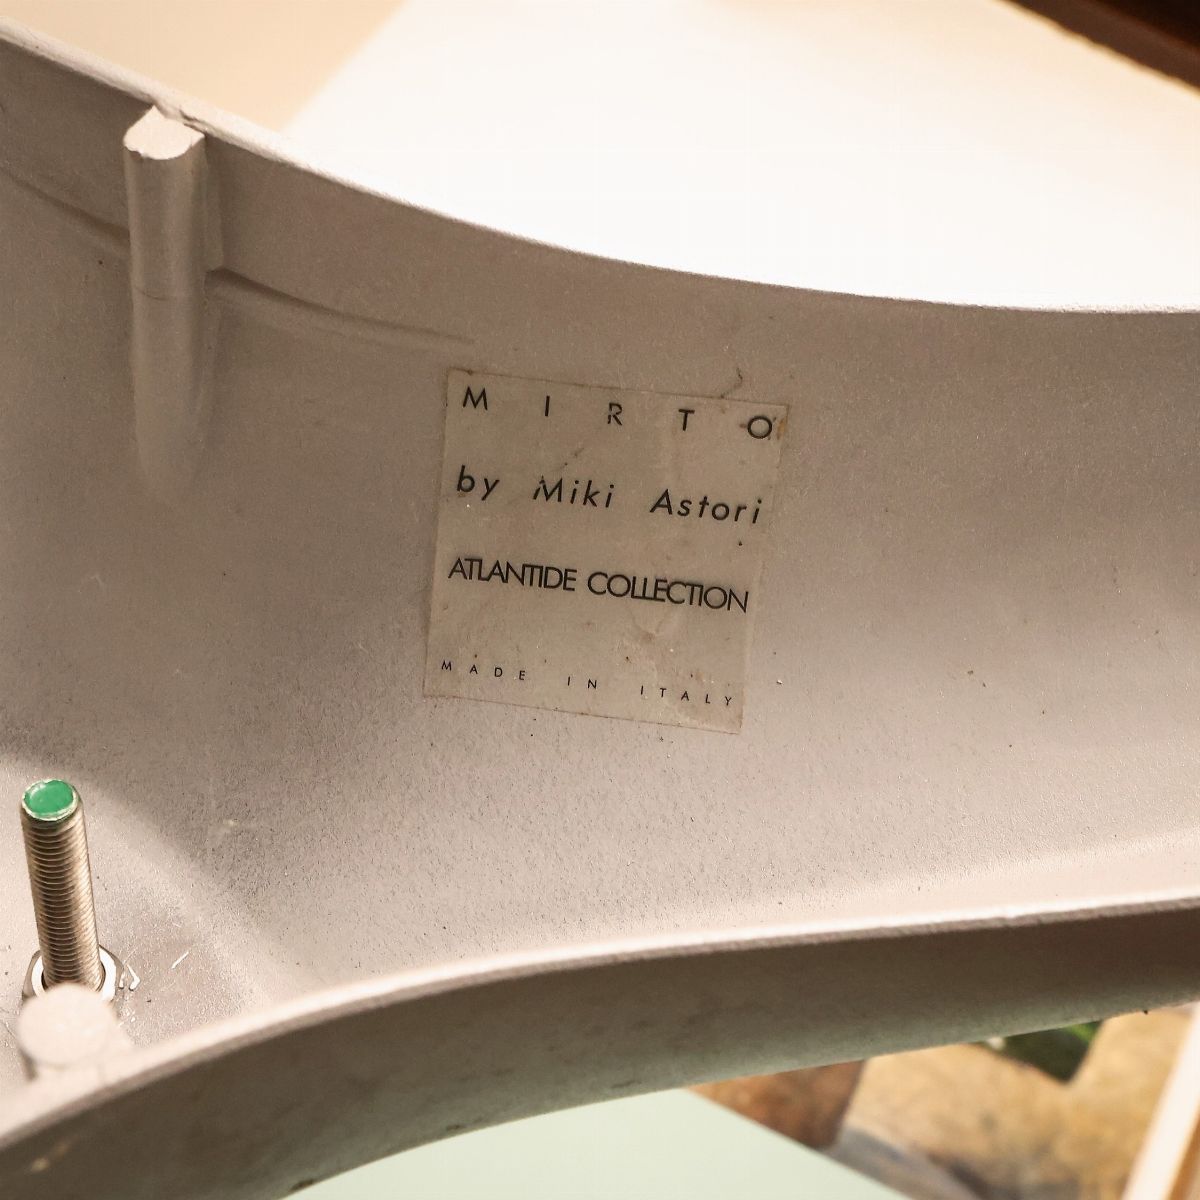 MIRTO
by Miki Astori
ATLANTIDE COLLECTION
MADE IN ITALY